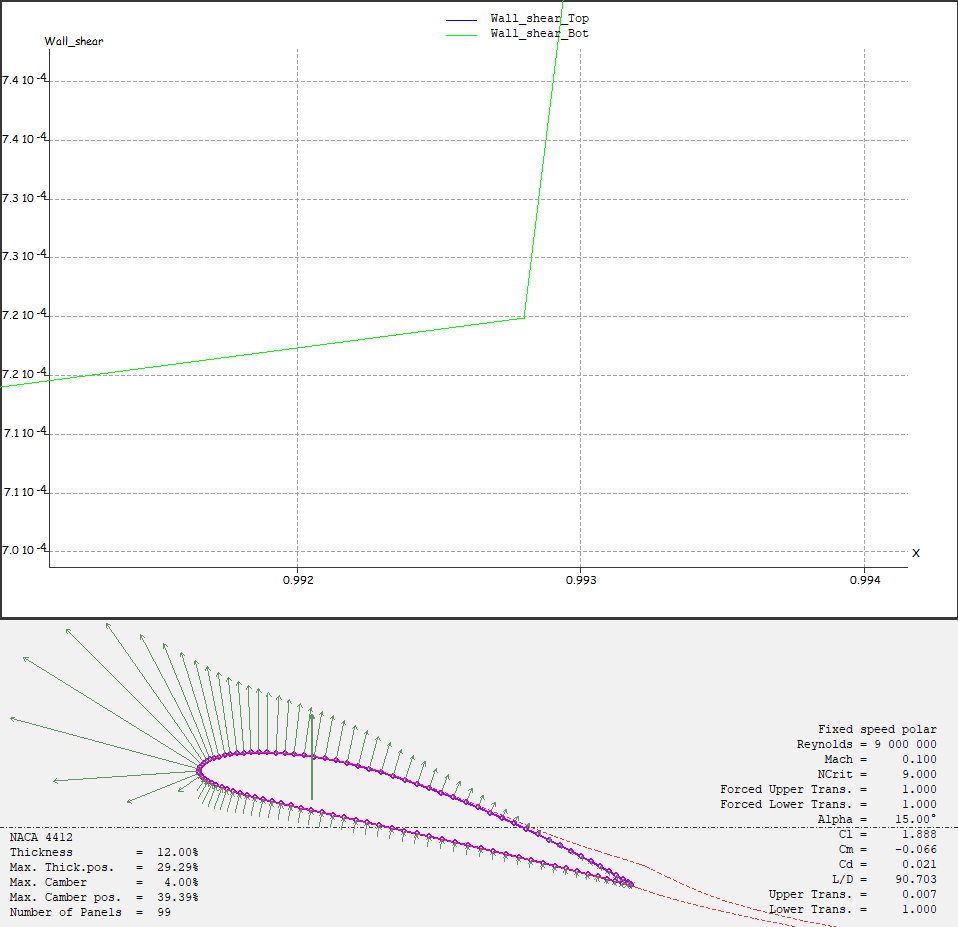 Wall_shear_Top
Wall_shear_Bot
Wall_shear
7.4 10 -4
7.4 10 -4
7.3 10 -4
7.3 10 -4
7.2 10 -4
7.2 10 -4
7.1 10 -4
7.1 10 -4
7.0 10 -4
X
0.992 0.993 0.994
Fixed speed polar
Reynolds = 9 000 000
Mach = 0.100
NCrit = 9.000
Forced Upper Trans. = 1.000
Forced Lower Trans. = 1.000
Alpha = 15.00°
Cl = 1.888
Cm = -0.066
Cd = 0.021
L/D = 90.703
Upper Trans. = 0.007
Lower Trans. = 1.000
NACA 4412
Thickness = 12.00%
Max. Thick.pos. = 29.29%
Max. Camber = 4.00%
Max. Camber pos. = 39.39%
Number of Panels = 99